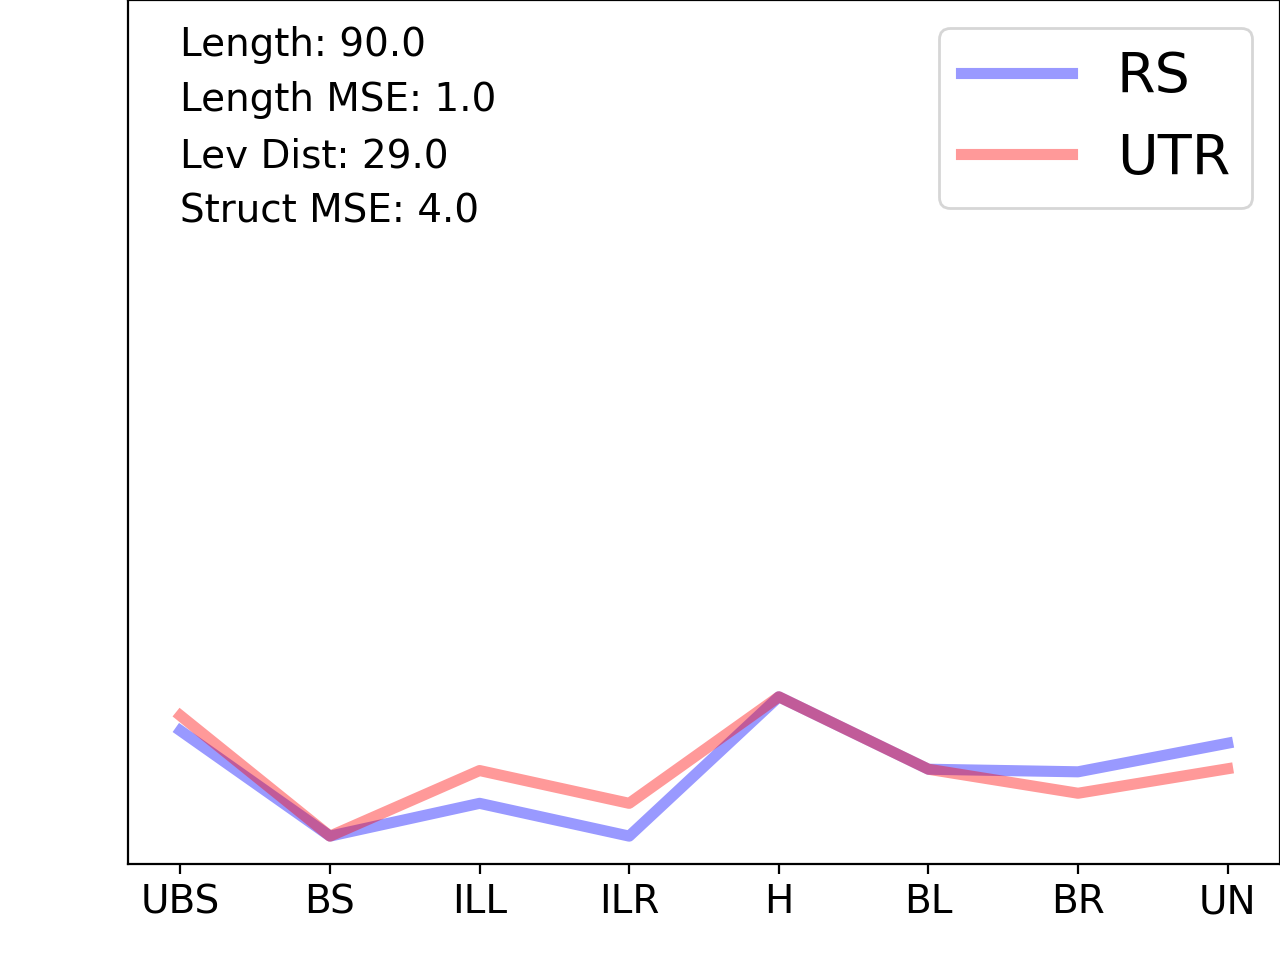 Length: 90.0
Length MSE: 1.0
Lev Dist: 29.0
Struct MSE: 4.0
RS
UTR
UBS BS ILL ILR H BL BR UN